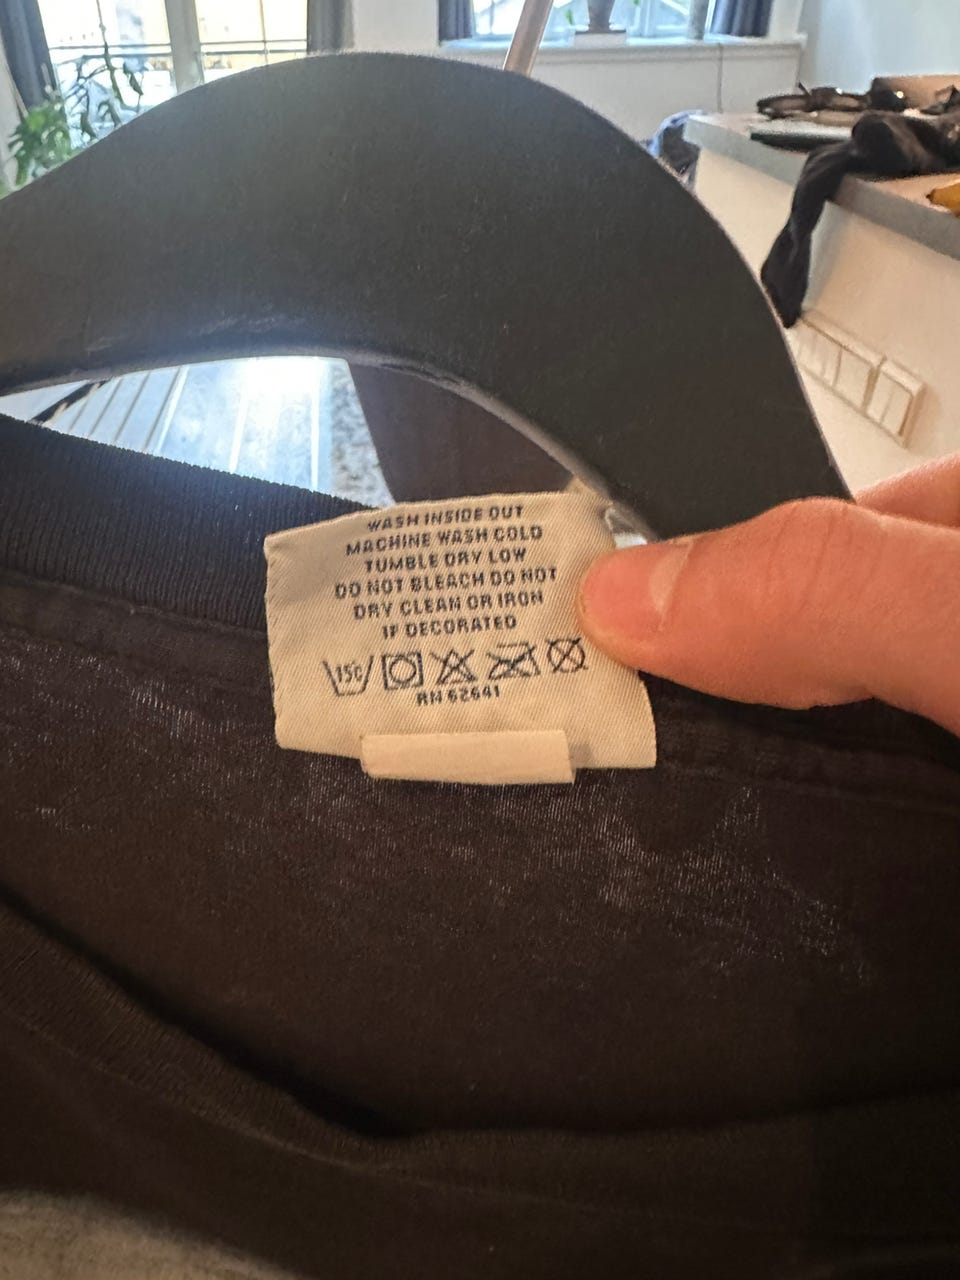 WASH INSIDE OUT
MACHINE WASH COLD
TUMBLE DRY LOW
DO NOT BLEACH DO NOT
DRY CLEAN OR IRON
IF DECORATED
150
RN 62641